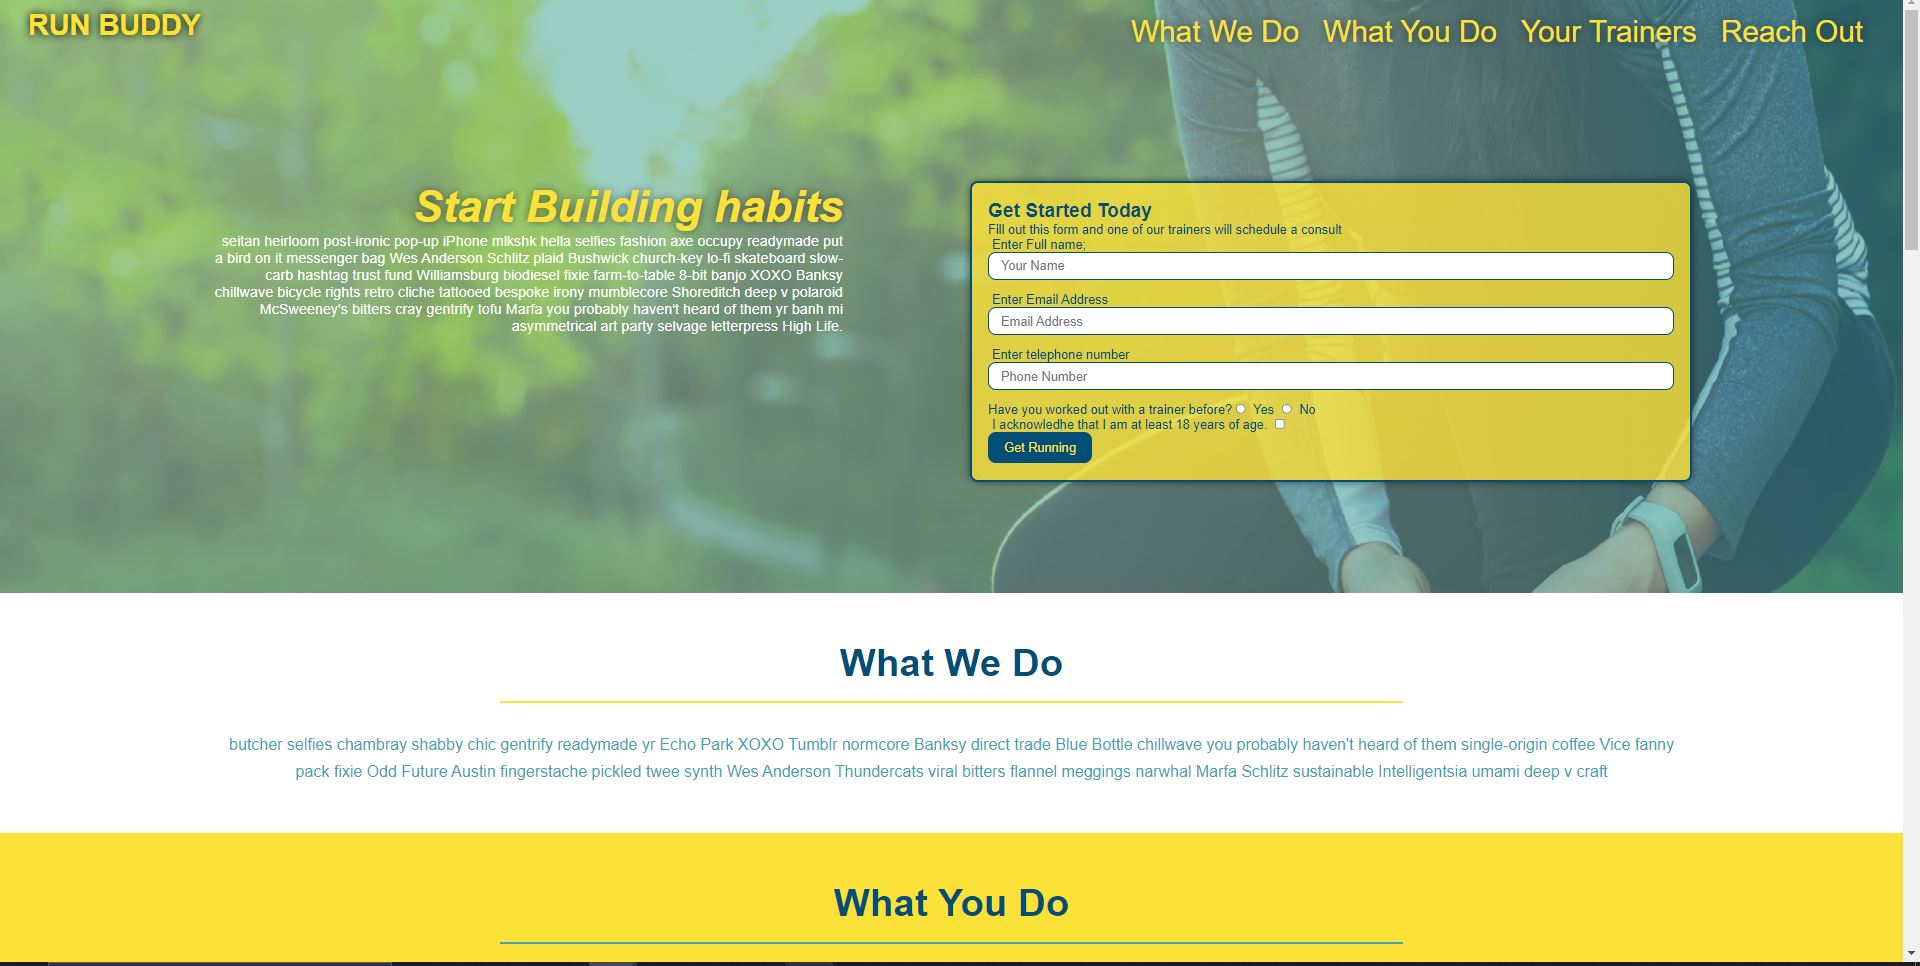 RUN BUDDY
What We Do What You Do Your Trainers Reach Out
Start Building habits
seitan heirloom post-ironic pop-up iPhone mlkshk hella selfies fashion axe occupy readymade put
a bird on it messenger bag Wes Anderson Schlitz plaid Bushwick church-key lo-fi skateboard slow-
carb hashtag trust fund Williamsburg biodiesel fixie farm-to-table 8-bit banjo XOXO Banksy
chillwave bicycle rights retro cliche tattooed bespoke irony mumblecore Shoreditch deep v polaroid
McSweeney's bitters cray gentrify tofu Marfa you probably haven't heard of them yr banh mi
asymmetrical art party selvage letterpress High Life.
Get Started Today
Fill out this form and one of our trainers will schedule a consult
Enter Full name;
Your Name
Enter Email Address
Email Address
Enter telephone number
Phone Number
Have you worked out with a trainer before? Yes No
I acknowledhe that I am at least 18 years of age.
Get Running
What We Do
butcher selfies chambray shabby chic gentrify readymade yr Echo Park XOXO Tumblr normcore Banksy direct trade Blue Bottle chillwave you probably haven't heard of them single-origin coffee Vice fanny
pack fixie Odd Future Austin fingerstache pickled twee synth Wes Anderson Thundercats viral bitters flannel meggings narwhal Marfa Schlitz sustainable Intelligentsia umami deep v craft
What You Do